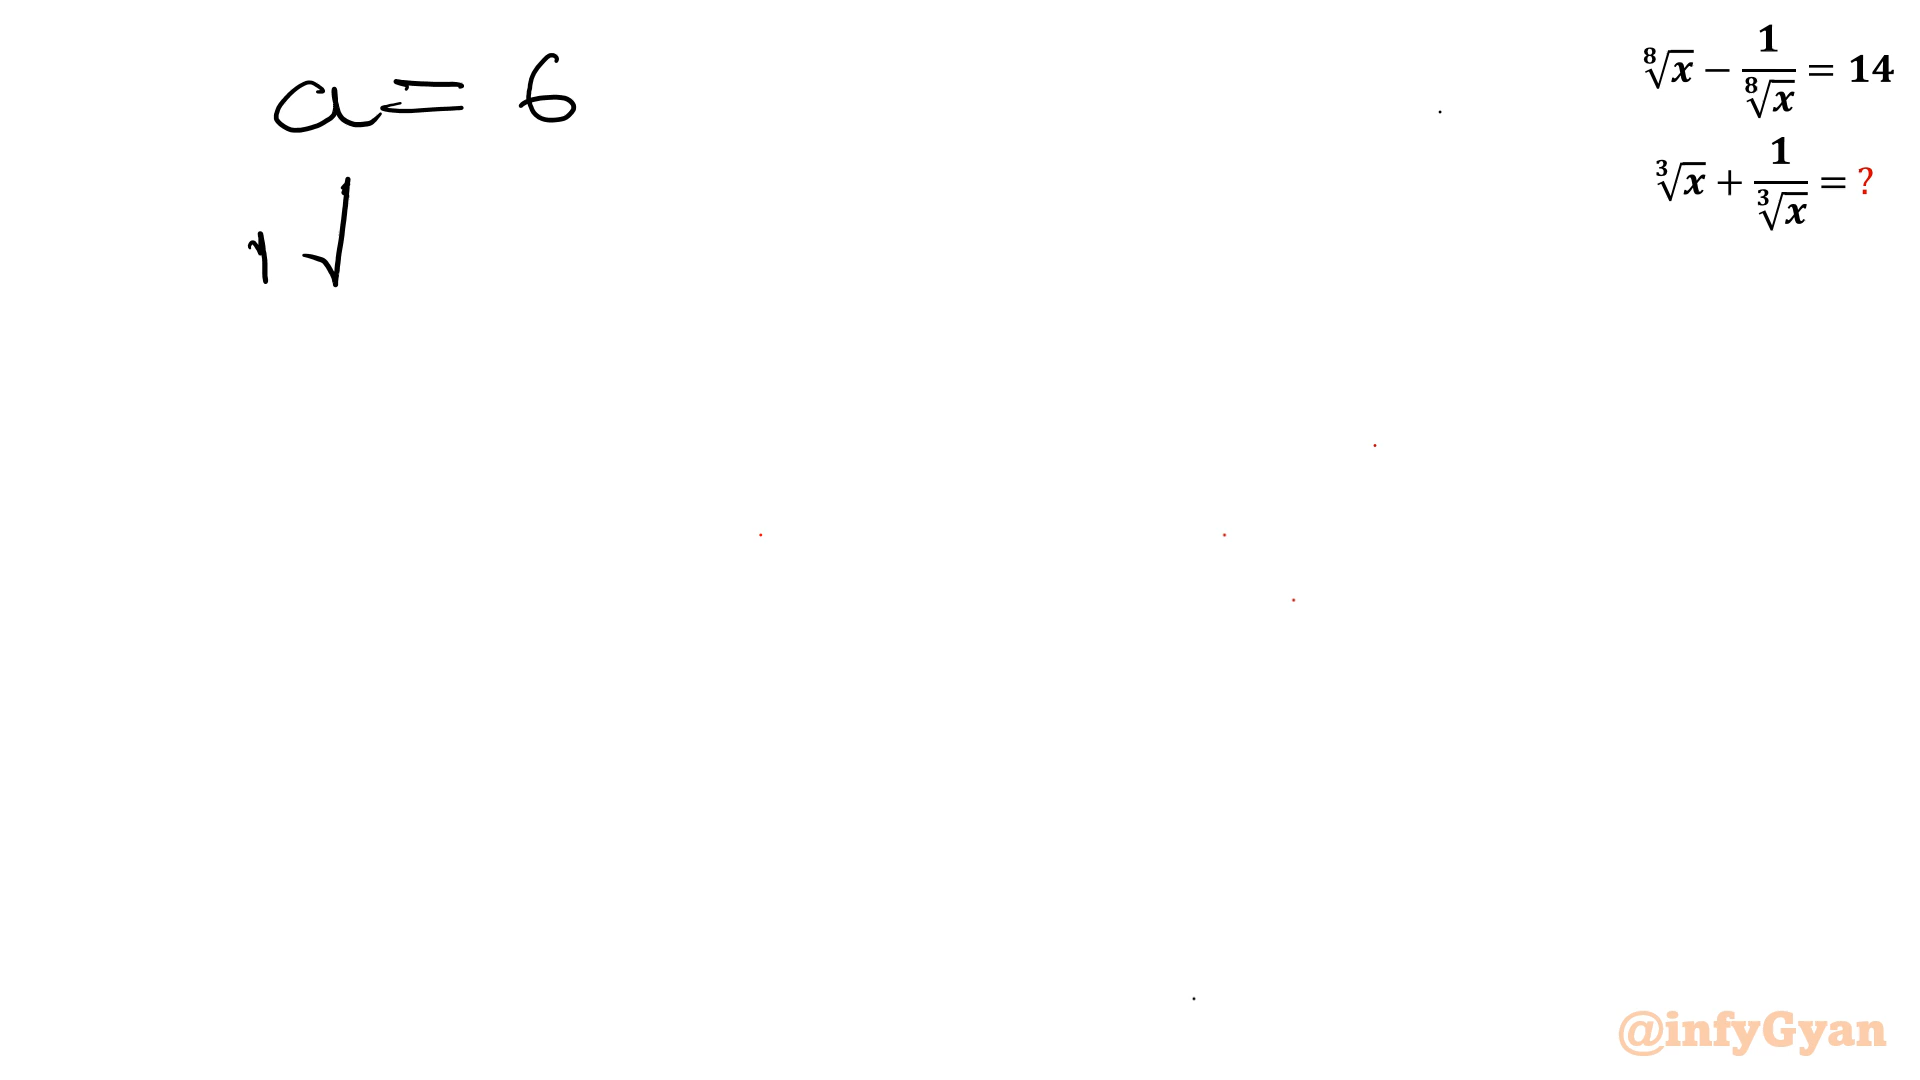 a = 6
⁸√x − 1/⁸√x = 14
³√x + 1/³√x = ?
√
@infyGyan